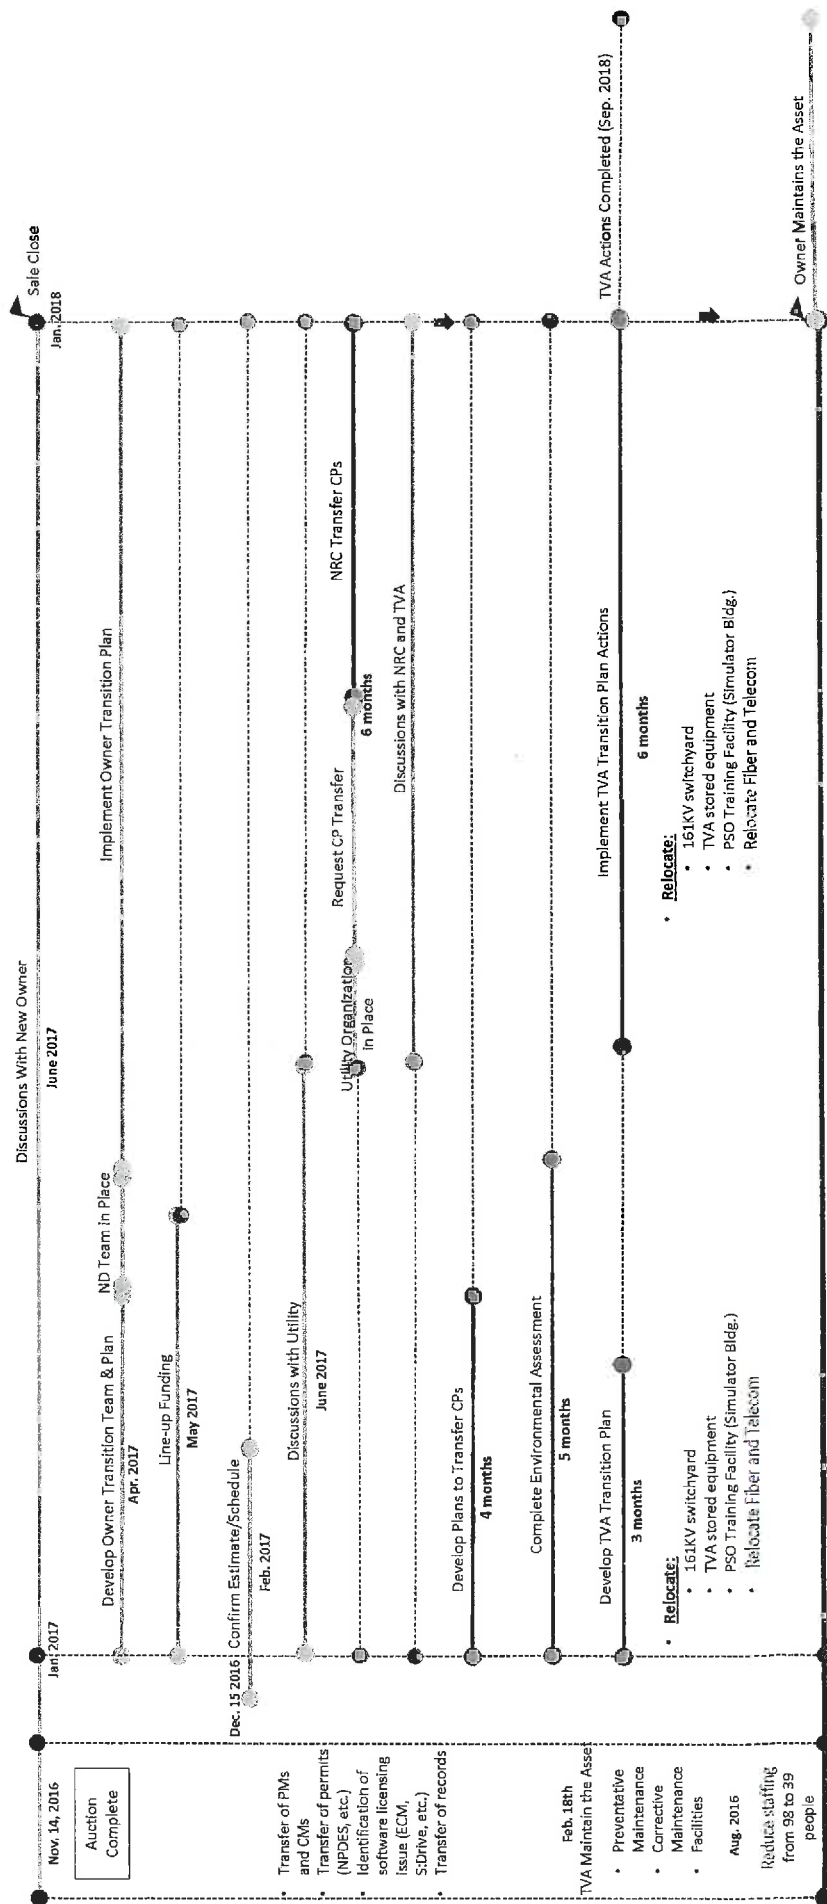 Discussions With New Owner
Nov. 14, 2016
Jan. 2017
June 2017
Jan. 2018
Sale Close
Auction
Complete
Develop Owner Transition Team & Plan
Apr. 2017
ND Team in Place
Implement Owner Transition Plan
Line-up Funding
May 2017
Dec. 15 2016 Confirm Estimate/Schedule
Feb. 2017
Discussions with Utility
June 2017
Utility Organization
in Place
Request CP Transfer
NRC Transfer CPs
6 months
Discussions with NRC and TVA
• Transfer of PMs
and CMs
• Transfer of permits
(NPDES, etc.)
• Identification of
software licensing
issue (ECM,
S:Drive, etc.)
• Transfer of records
Develop Plans to Transfer CPs
4 months
Complete Environmental Assessment
5 months
Develop TVA Transition Plan
3 months
Implement TVA Transition Plan Actions
6 months
TVA Actions Completed (Sep. 2018)
• Relocate:
• 161KV switchyard
• TVA stored equipment
• PSO Training Facility (Simulator Bldg.)
• Relocate Fiber and Telecom
• Relocate:
• 161KV switchyard
• TVA stored equipment
• PSO Training Facility (Simulator Bldg.)
• Relocate Fiber and Telecom
Feb. 18th
TVA Maintain the Asset
• Preventative
Maintenance
• Corrective
Maintenance
• Facilities
Aug. 2016
Reduce staffing
from 98 to 39
people
Owner Maintains the Asset